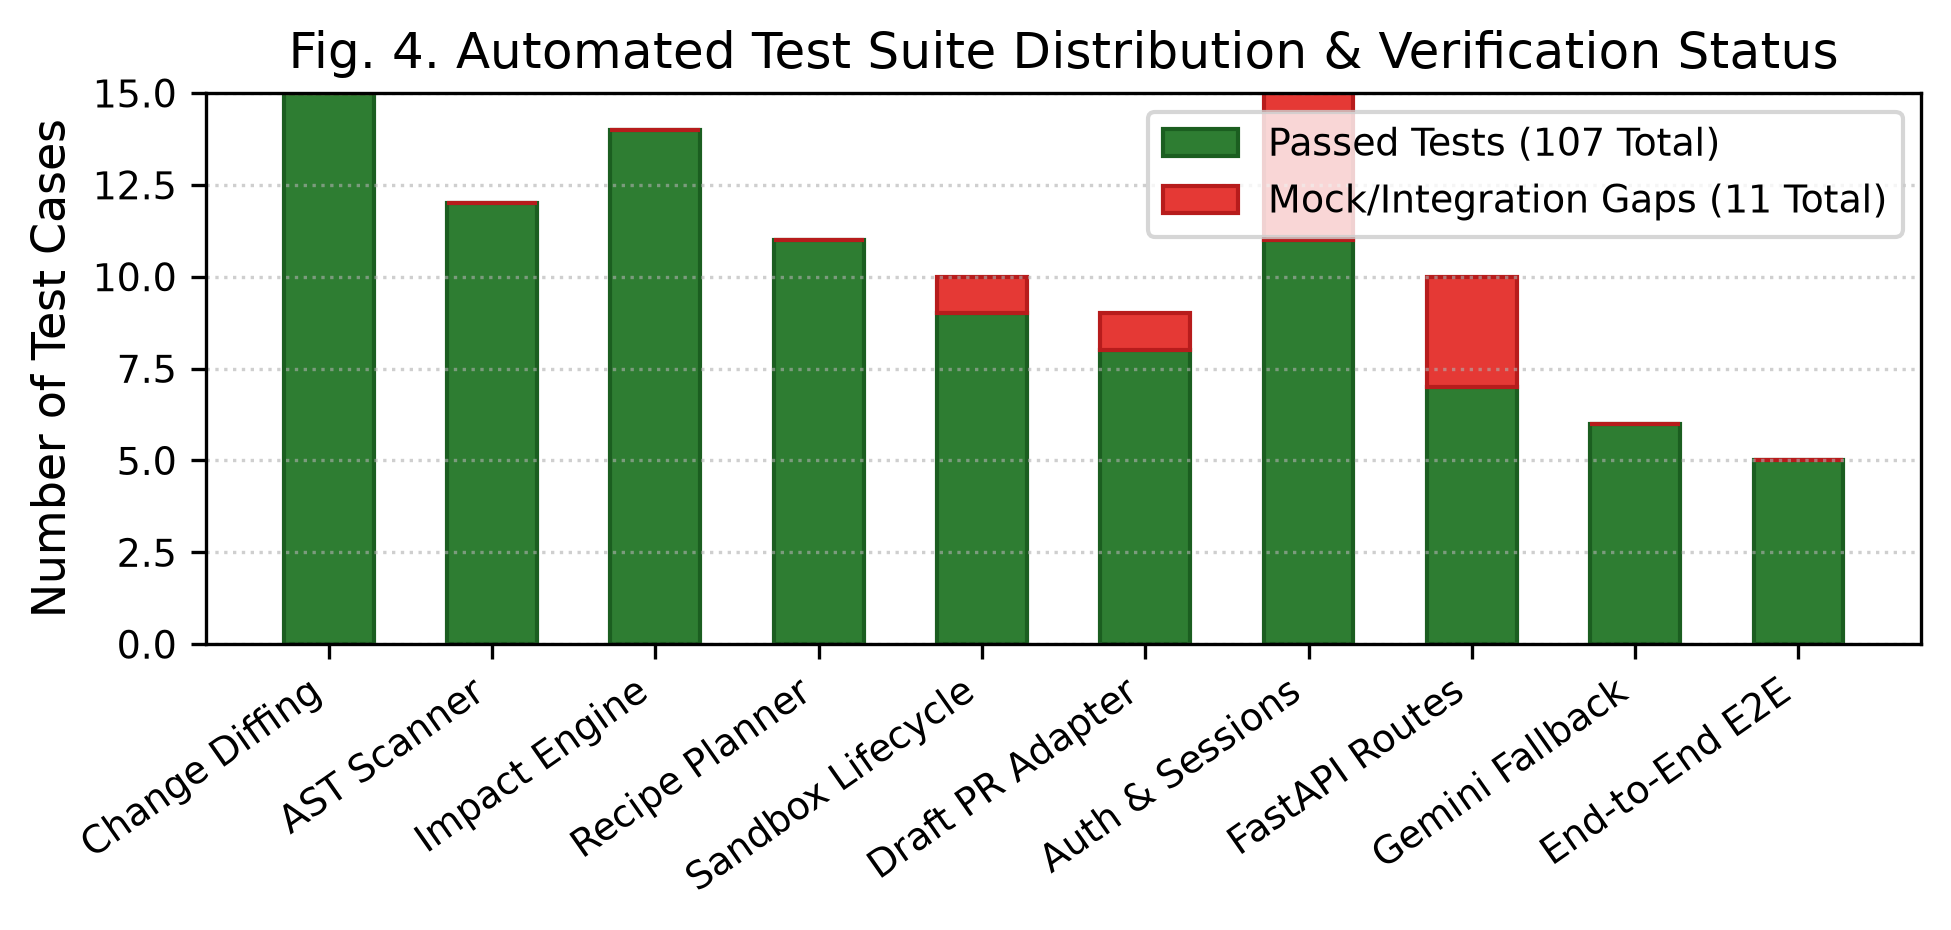 Fig. 4. Automated Test Suite Distribution & Verification Status
Number of Test Cases
15.0
12.5
10.0
7.5
5.0
2.5
0.0
Passed Tests (107 Total)
Mock/Integration Gaps (11 Total)
Change Diffing
AST Scanner
Impact Engine
Recipe Planner
Sandbox Lifecycle
Draft PR Adapter
Auth & Sessions
FastAPI Routes
Gemini Fallback
End-to-End E2E